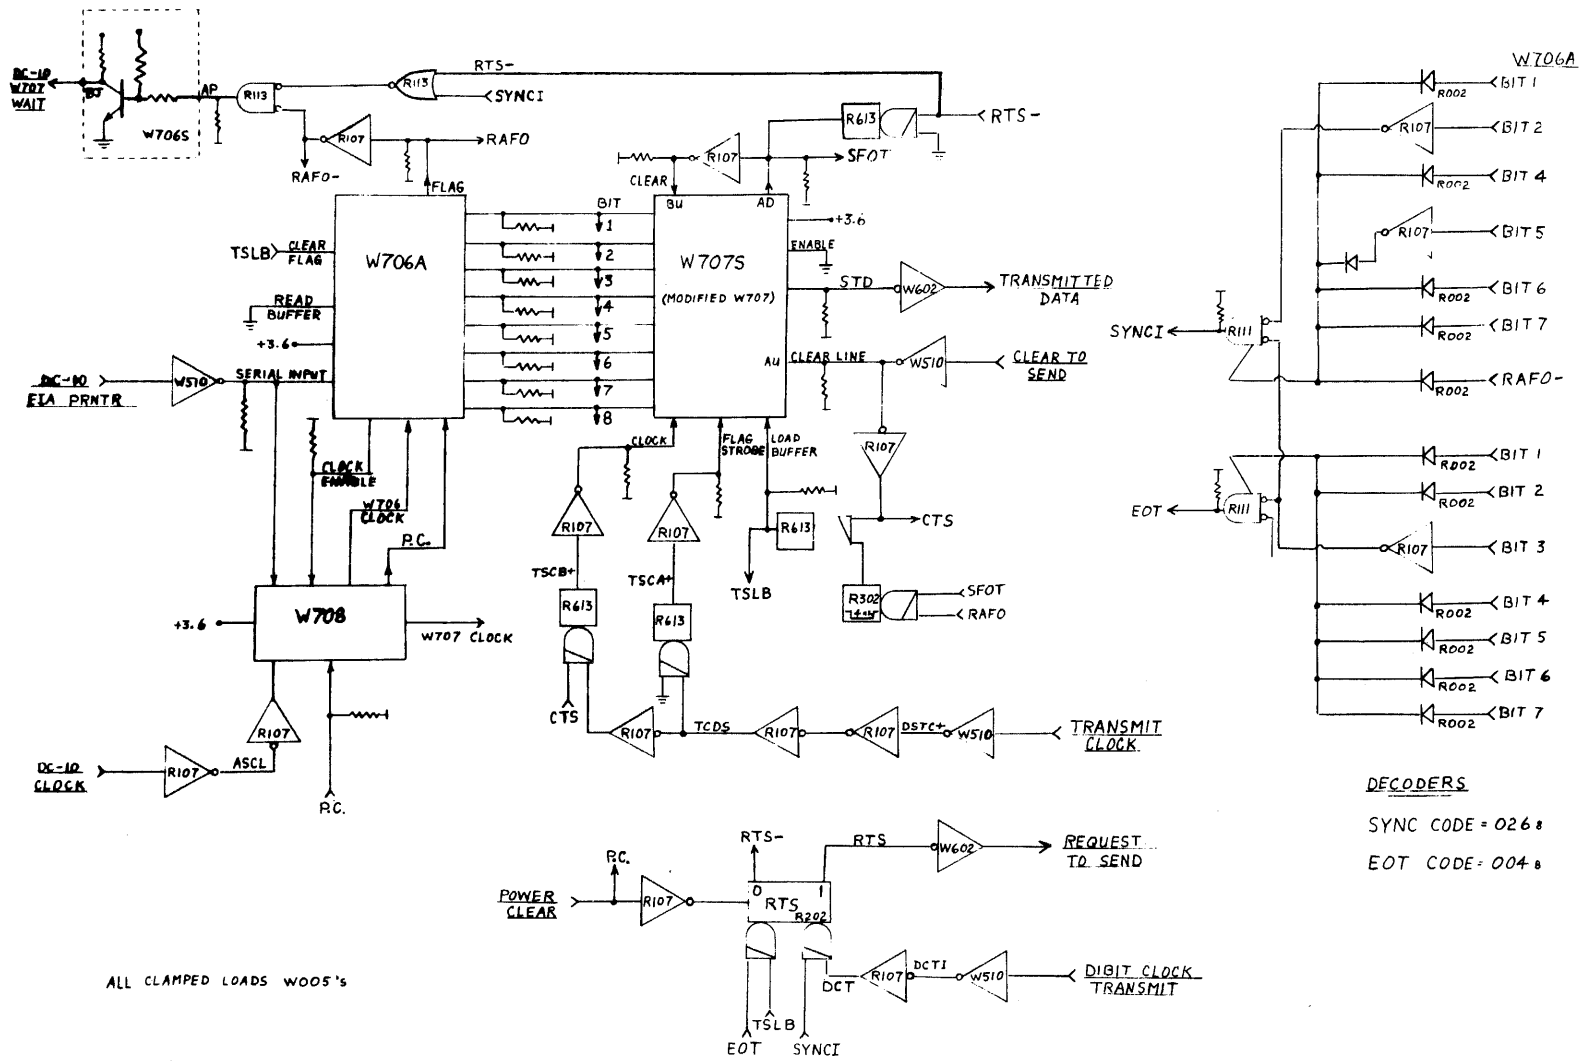 DC-10
W707
WAIT
BJ
AP
W706S
R113
R113
RTS-
SYNCI
R107
RAFO
RAFO-
FLAG
R613
RTS-
R107
SFOT
CLEAR
BU
AD
BIT
1
2
3
4
5
6
7
8
TSLB
CLEAR
FLAG
W706A
READ
BUFFER
+3.6
SERIAL INPUT
DC-10
EIA PRNTR
W510
CLOCK
ENABLE
W706
CLOCK
P.C.
W708
+3.6
W707 CLOCK
R107
DC-10
CLOCK
R107
ASCL
P.C.
W707S
(MODIFIED W707)
+3.6
ENABLE
STD
W602
TRANSMITTED
DATA
AU
CLEAR LINE
W510
CLEAR TO
SEND
CLOCK
FLAG
STROBE
LOAD
BUFFER
R107
R107
R107
R613
CTS
TSLB
TSCB+
TSCA+
R613
R613
R302
SFOT
RAFO
CTS
R107
TCDS
R107
R107
DSTC+
W510
TRANSMIT
CLOCK
POWER
CLEAR
P.C.
R107
RTS-
0
1
RTS
R202
RTS
W602
REQUEST
TO SEND
DCT
R107
DCTI
W510
DIBIT CLOCK
TRANSMIT
TSLB
EOT
SYNCI
ALL CLAMPED LOADS W005's
W706A
R002
BIT 1
R107
BIT 2
R002
BIT 4
R107
BIT 5
R002
BIT 6
R002
BIT 7
SYNCI
R111
R002
RAFO-
R002
BIT 1
R002
BIT 2
EOT
R111
R107
BIT 3
R002
BIT 4
R002
BIT 5
R002
BIT 6
R002
BIT 7
DECODERS
SYNC CODE = 026 8
EOT CODE = 004 8